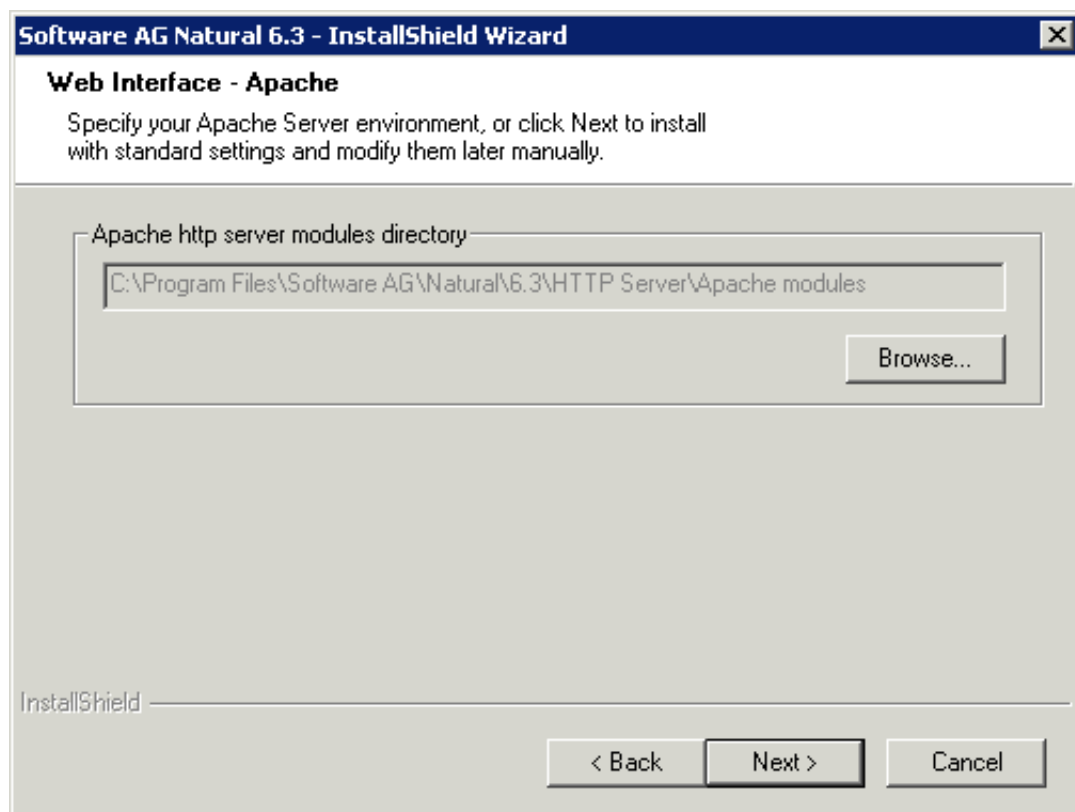 Software AG Natural 6.3 - InstallShield Wizard
Web Interface - Apache
Specify your Apache Server environment, or click Next to install
with standard settings and modify them later manually.
Apache http server modules directory
C:\Program Files\Software AG\Natural\6.3\HTTP Server\Apache modules
Browse...
InstallShield
< Back Next > Cancel